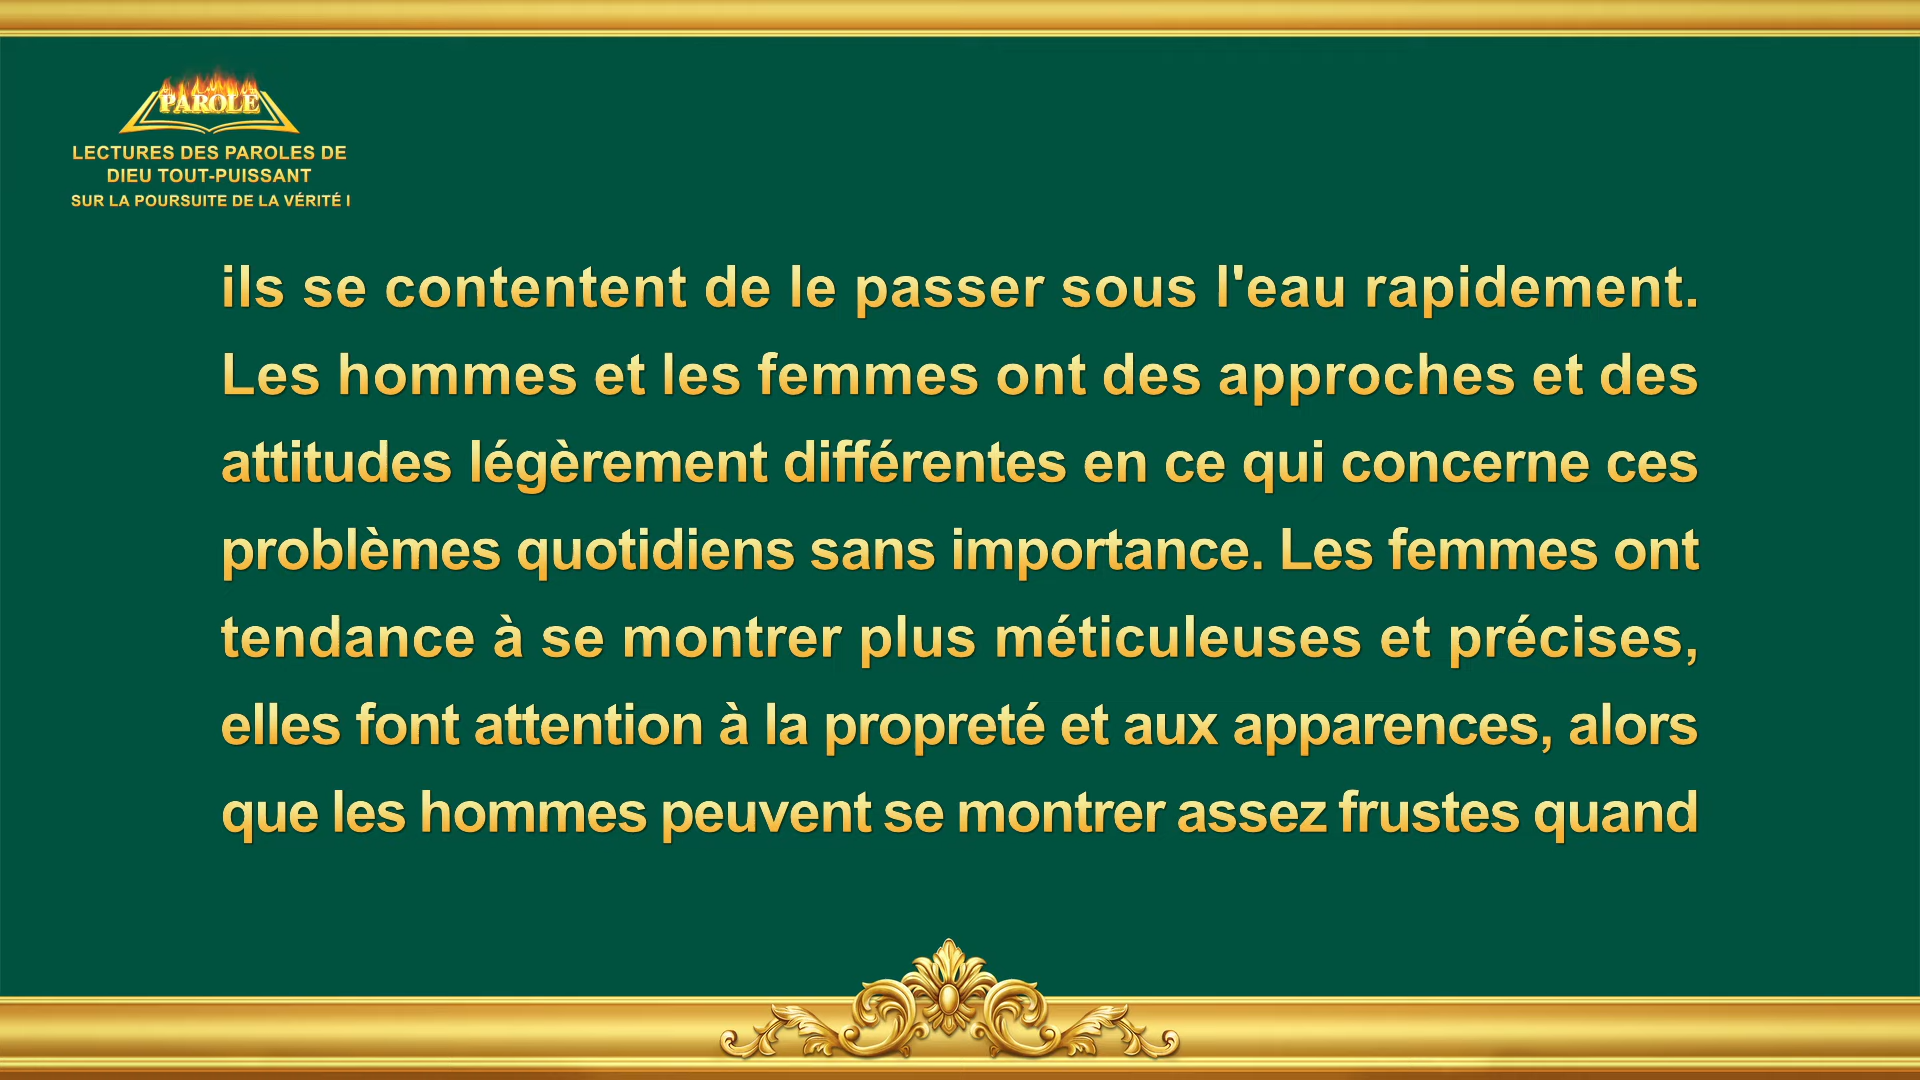 PAROLE
LECTURES DES PAROLES DE
DIEU TOUT-PUISSANT
SUR LA POURSUITE DE LA VÉRITÉ I
ils se contentent de le passer sous l'eau rapidement.
Les hommes et les femmes ont des approches et des
attitudes légèrement différentes en ce qui concerne ces
problèmes quotidiens sans importance. Les femmes ont
tendance à se montrer plus méticuleuses et précises,
elles font attention à la propreté et aux apparences, alors
que les hommes peuvent se montrer assez frustes quand